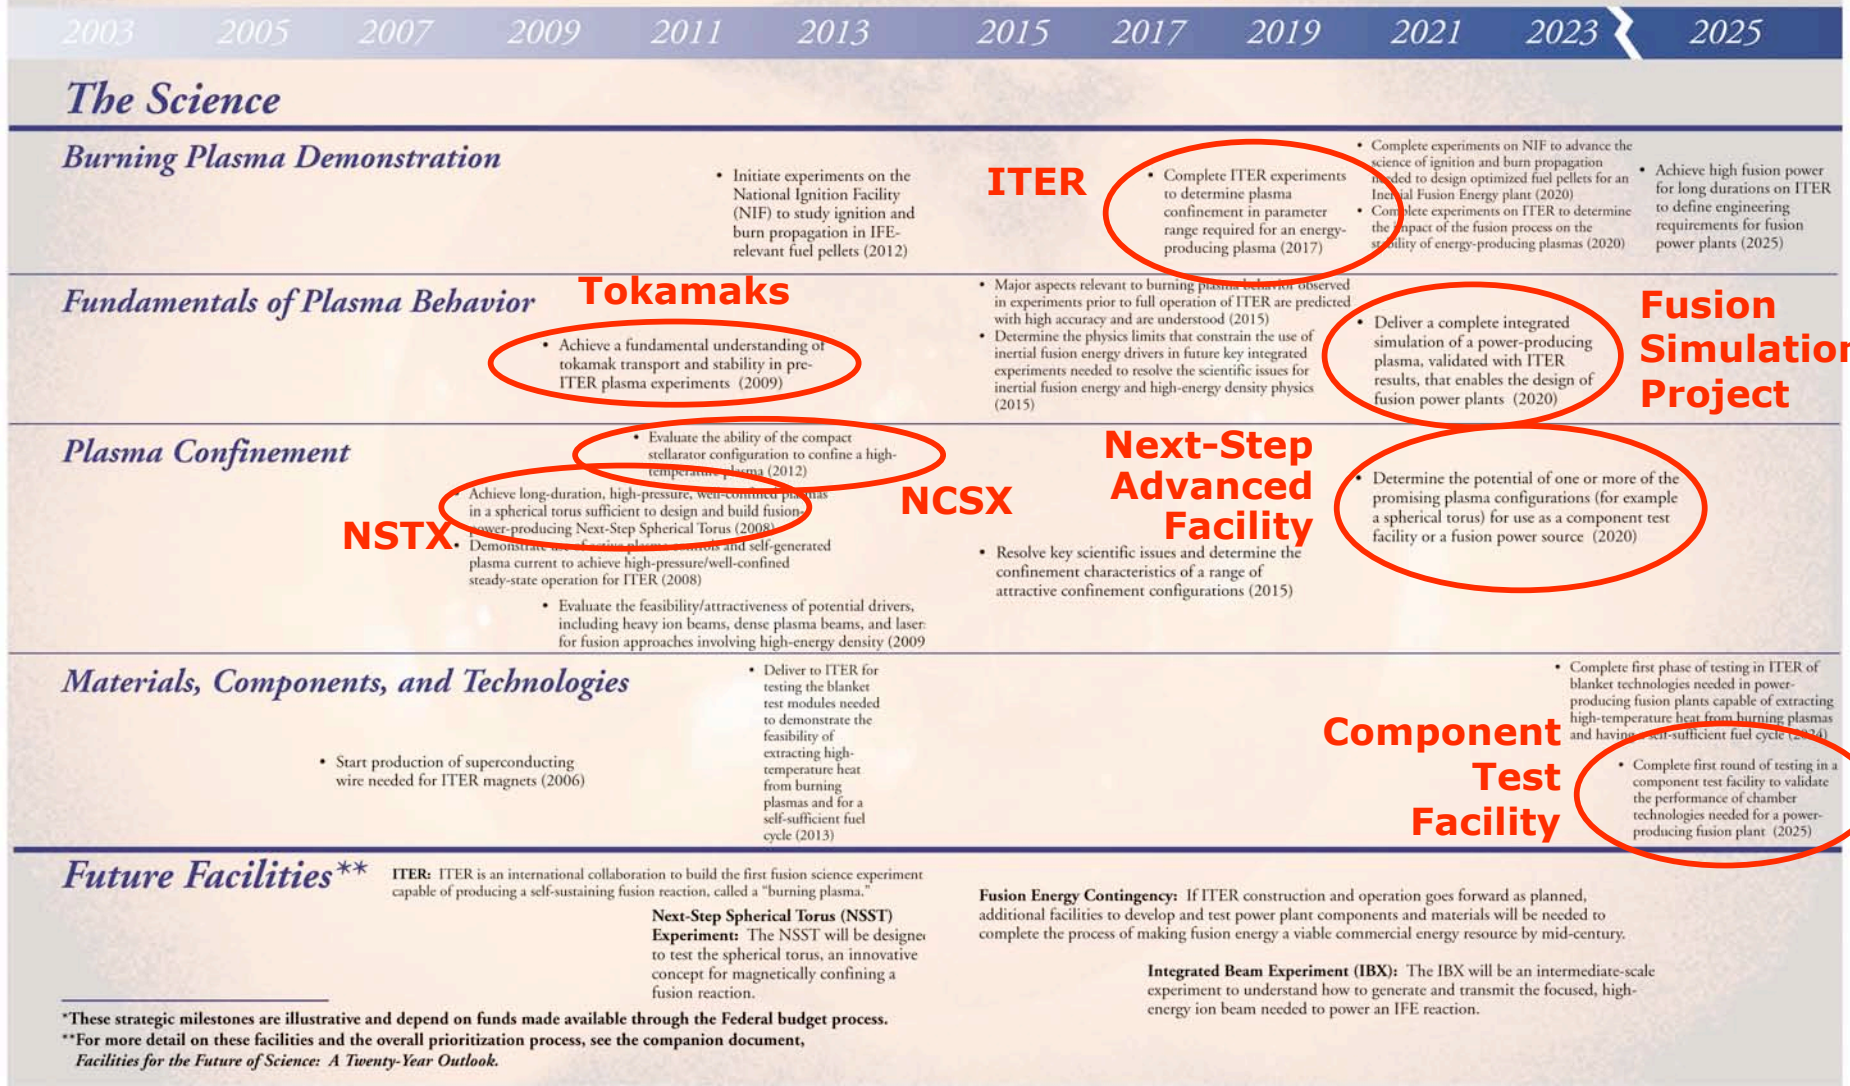 2003 2005 2007 2009 2011 2013 2015 2017 2019 2021 2023 2025
The Science
Burning Plasma Demonstration
• Initiate experiments on the
National Ignition Facility
(NIF) to study ignition and
burn propagation in IFE-
relevant fuel pellets (2012)
ITER
• Complete ITER experiments
to determine plasma
confinement in parameter
range required for an energy-
producing plasma (2017)
• Complete experiments on NIF to advance the
science of ignition and burn propagation
needed to design optimized fuel pellets for an
Inertial Fusion Energy plant (2020)
• Complete experiments on ITER to determine
the impact of the fusion process on the
stability of energy-producing plasmas (2020)
• Achieve high fusion power
for long durations on ITER
to define engineering
requirements for fusion
power plants (2025)
Fundamentals of Plasma Behavior
Tokamaks
• Achieve a fundamental understanding of
tokamak transport and stability in pre-
ITER plasma experiments (2009)
• Major aspects relevant to burning plasma behavior observed
in experiments prior to full operation of ITER are predicted
with high accuracy and are understood (2015)
• Determine the physics limits that constrain the use of
inertial fusion energy drivers in future key integrated
experiments needed to resolve the scientific issues for
inertial fusion energy and high-energy density physics
(2015)
• Deliver a complete integrated
simulation of a power-producing
plasma, validated with ITER
results, that enables the design of
fusion power plants (2020)
Fusion
Simulation
Project
Plasma Confinement
• Evaluate the ability of the compact
stellarator configuration to confine a high-
temperature plasma (2012)
NCSX
• Achieve long-duration, high-pressure, well-confined plasmas
in a spherical torus sufficient to design and build fusion-
power-producing Next-Step Spherical Torus (2008)
NSTX
• Demonstrate use of active plasma controls and self-generated
plasma current to achieve high-pressure/well-confined
steady-state operation for ITER (2008)
• Evaluate the feasibility/attractiveness of potential drivers,
including heavy ion beams, dense plasma beams, and laser
for fusion approaches involving high-energy density (2009
Next-Step
Advanced
Facility
• Resolve key scientific issues and determine the
confinement characteristics of a range of
attractive confinement configurations (2015)
• Determine the potential of one or more of the
promising plasma configurations (for example
a spherical torus) for use as a component test
facility or a fusion power source (2020)
Materials, Components, and Technologies
• Start production of superconducting
wire needed for ITER magnets (2006)
• Deliver to ITER for
testing the blanket
test modules needed
to demonstrate the
feasibility of
extracting high-
temperature heat
from burning
plasmas and for a
self-sufficient fuel
cycle (2013)
• Complete first phase of testing in ITER of
blanket technologies needed in power-
producing fusion plants capable of extracting
high-temperature heat from burning plasmas
and having a self-sufficient fuel cycle (2024)
Component
Test
Facility
• Complete first round of testing in a
component test facility to validate
the performance of chamber
technologies needed for a power-
producing fusion plant (2025)
Future Facilities**
ITER: ITER is an international collaboration to build the first fusion science experiment
capable of producing a self-sustaining fusion reaction, called a “burning plasma.”
Next-Step Spherical Torus (NSST)
Experiment: The NSST will be designed
to test the spherical torus, an innovative
concept for magnetically confining a
fusion reaction.
Fusion Energy Contingency: If ITER construction and operation goes forward as planned,
additional facilities to develop and test power plant components and materials will be needed to
complete the process of making fusion energy a viable commercial energy resource by mid-century.
Integrated Beam Experiment (IBX): The IBX will be an intermediate-scale
experiment to understand how to generate and transmit the focused, high-
energy ion beam needed to power an IFE reaction.
*These strategic milestones are illustrative and depend on funds made available through the Federal budget process.
**For more detail on these facilities and the overall prioritization process, see the companion document,
Facilities for the Future of Science: A Twenty-Year Outlook.